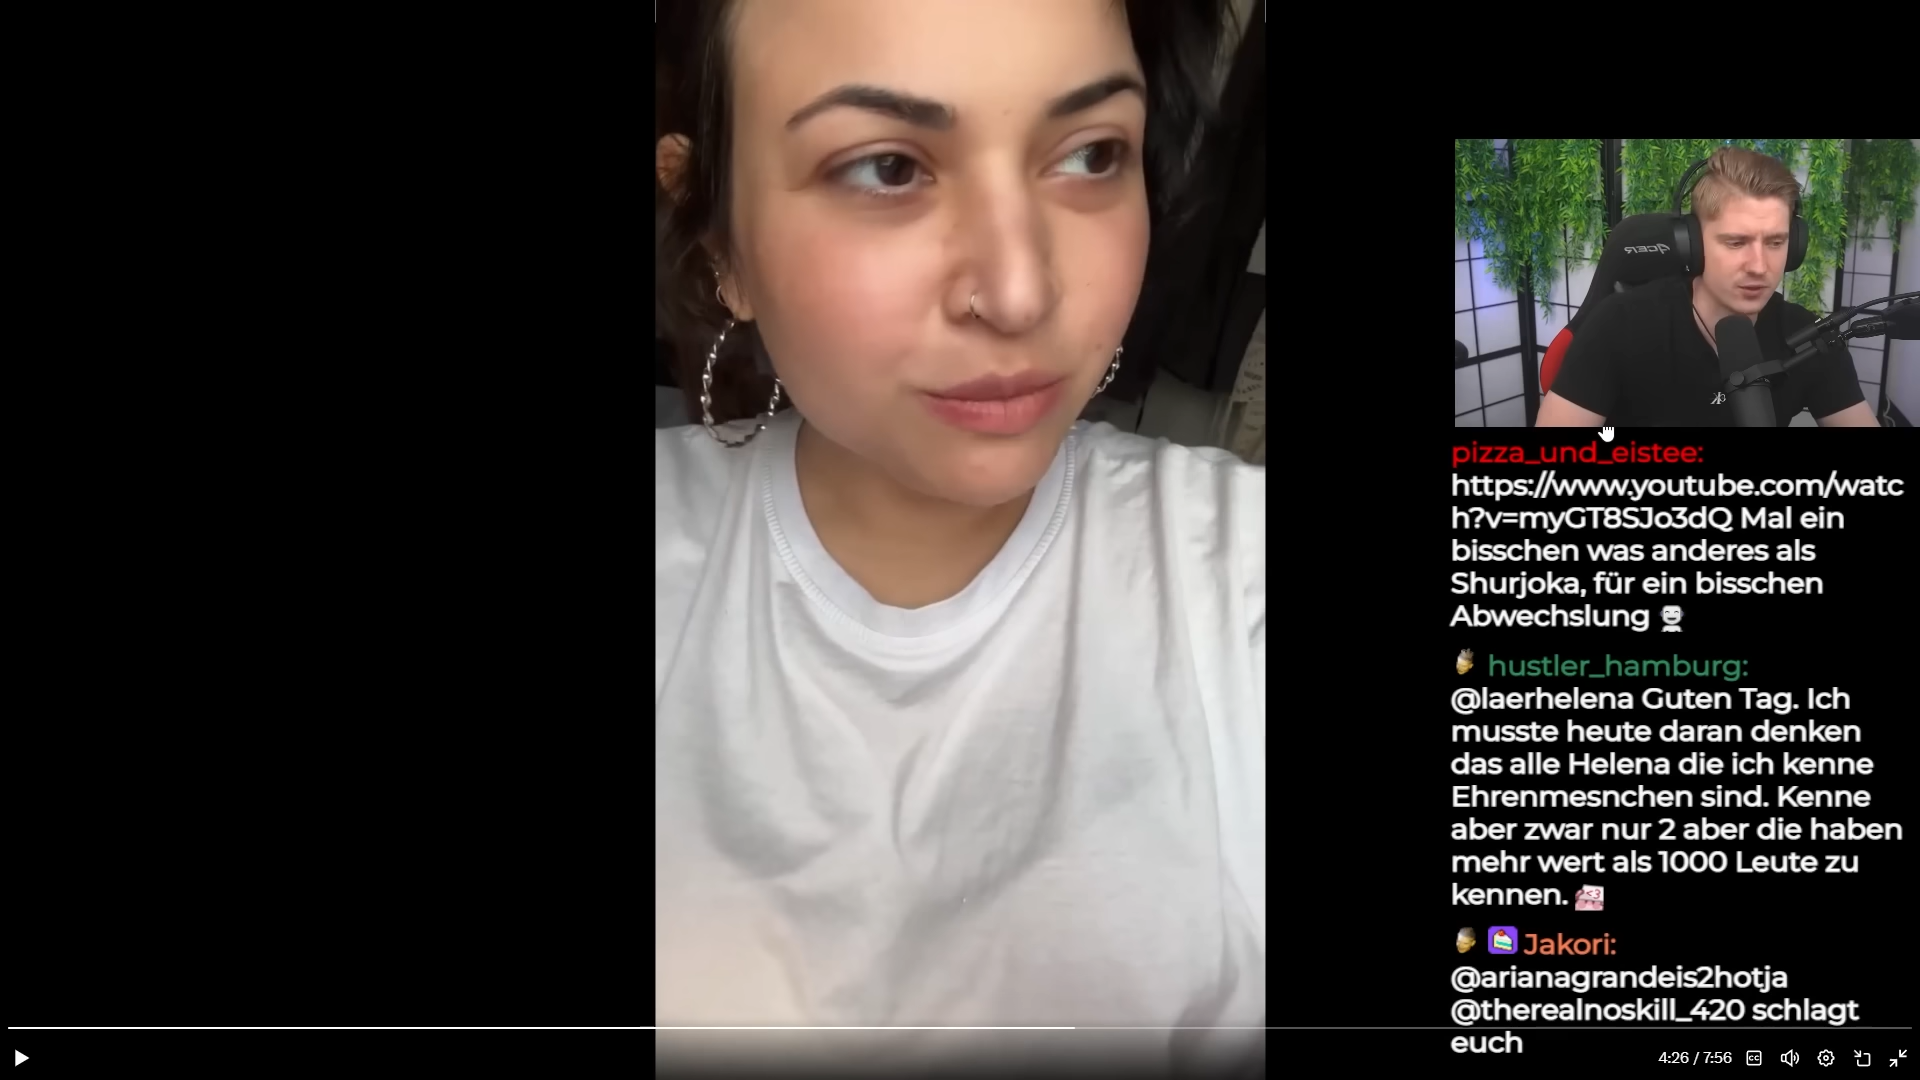 pizza_und_eistee:
https://www.youtube.com/watc
h?v=myGT8SJo3dQ Mal ein
bisschen was anderes als
Shurjoka, für ein bisschen
Abwechslung
hustler_hamburg:
@laerhelena Guten Tag. Ich
musste heute daran denken
das alle Helena die ich kenne
Ehrenmesnchen sind. Kenne
aber zwar nur 2 aber die haben
mehr wert als 1000 Leute zu
kennen. <3
Jakori:
@arianagrandeis2hotja
@therealnoskill_420 schlagt
euch
4:26 / 7:56
CC